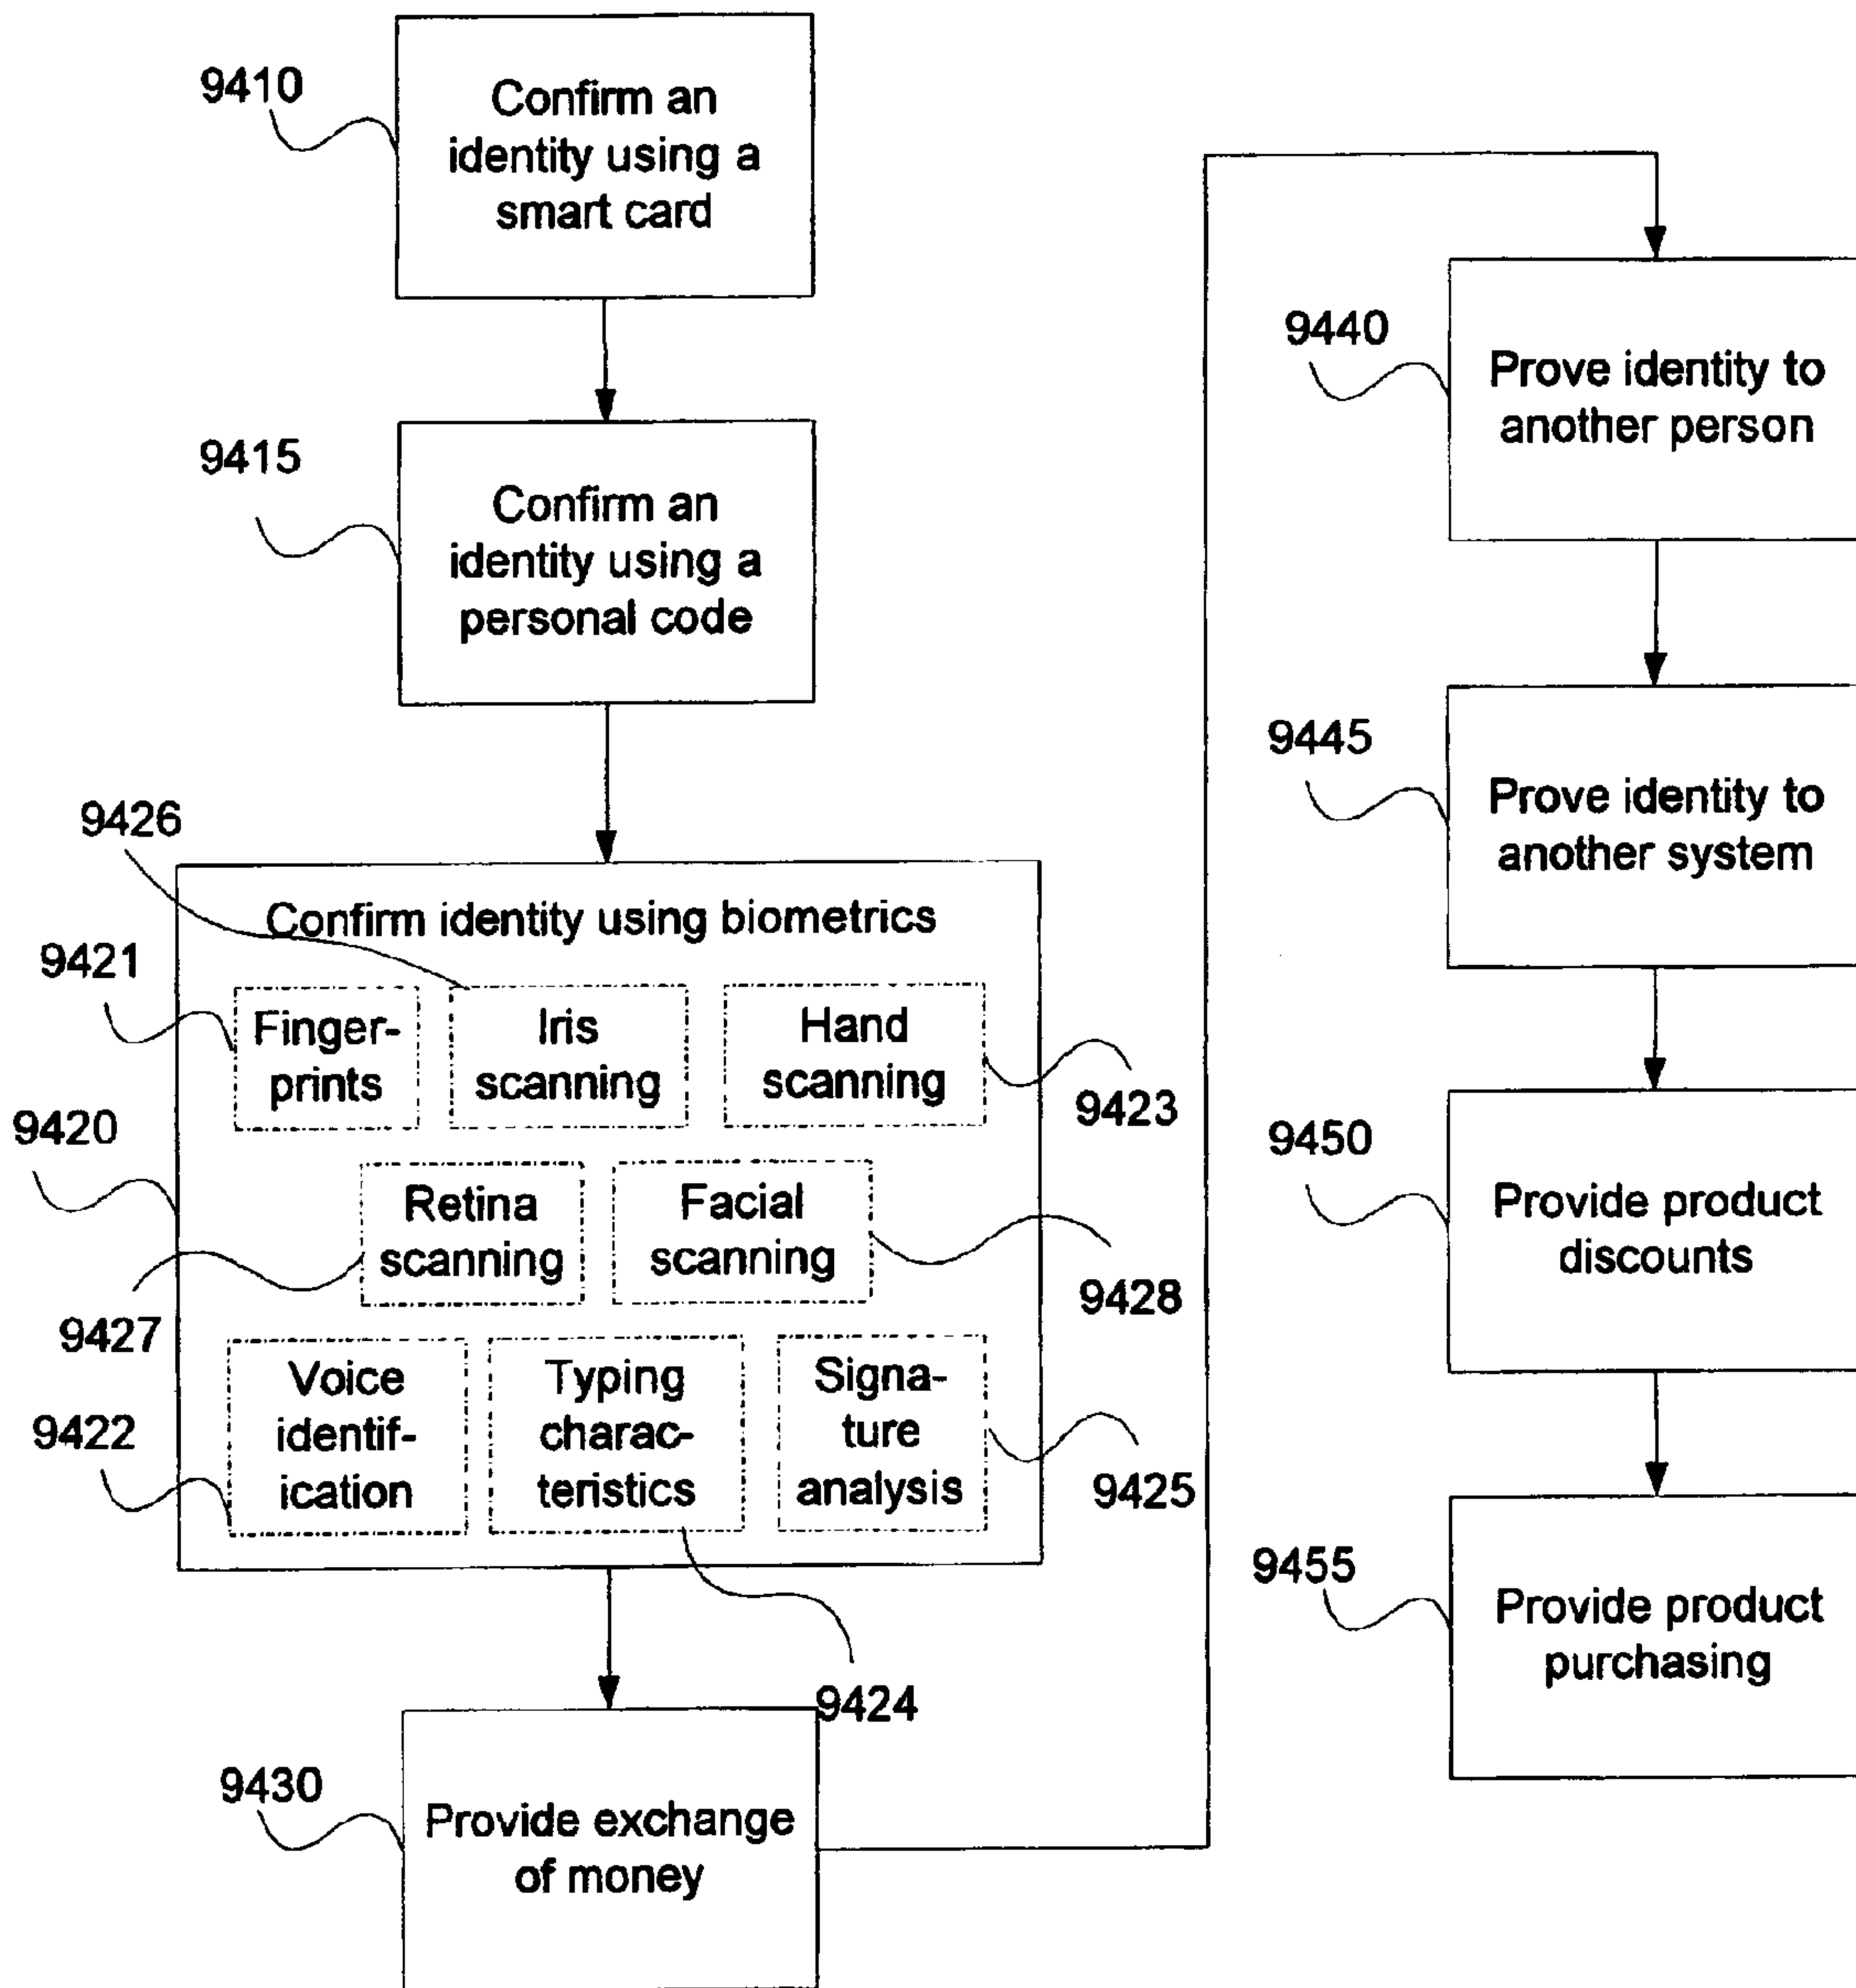 9410
Confirm an
identity using a
smart card
9415
Confirm an
identity using a
personal code
9426
Confirm identity using biometrics
9421
Finger-
prints
Iris
scanning
Hand
scanning
9423
9420
Retina
scanning
Facial
scanning
9427
9428
Voice
identif-
ication
9422
Typing
charac-
teristics
Signa-
ture
analysis
9425
9424
9430
Provide exchange
of money
9440
Prove identity to
another person
9445
Prove identity to
another system
9450
Provide product
discounts
9455
Provide product
purchasing